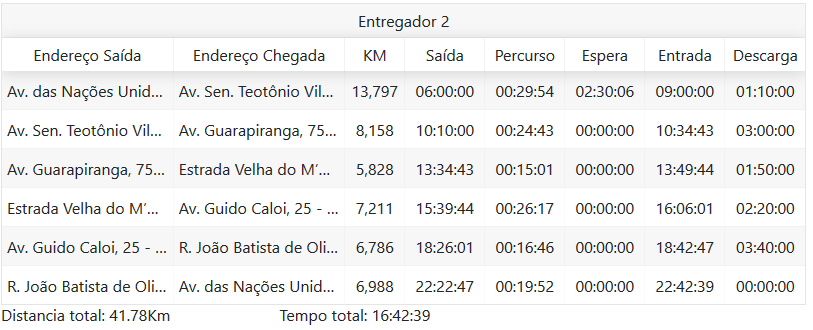 Entregador 2
Endereço Saída Endereço Chegada KM Saída Percurso Espera Entrada Descarga
Av. das Nações Unid... Av. Sen. Teotônio Vil... 13,797 06:00:00 00:29:54 02:30:06 09:00:00 01:10:00
Av. Sen. Teotônio Vil... Av. Guarapiranga, 75... 8,158 10:10:00 00:24:43 00:00:00 10:34:43 03:00:00
Av. Guarapiranga, 75... Estrada Velha do M’... 5,828 13:34:43 00:15:01 00:00:00 13:49:44 01:50:00
Estrada Velha do M’... Av. Guido Caloi, 25 - ... 7,211 15:39:44 00:26:17 00:00:00 16:06:01 02:20:00
Av. Guido Caloi, 25 - ... R. João Batista de Oli... 6,786 18:26:01 00:16:46 00:00:00 18:42:47 03:40:00
R. João Batista de Oli... Av. das Nações Unid... 6,988 22:22:47 00:19:52 00:00:00 22:42:39 00:00:00
Distancia total: 41.78Km Tempo total: 16:42:39